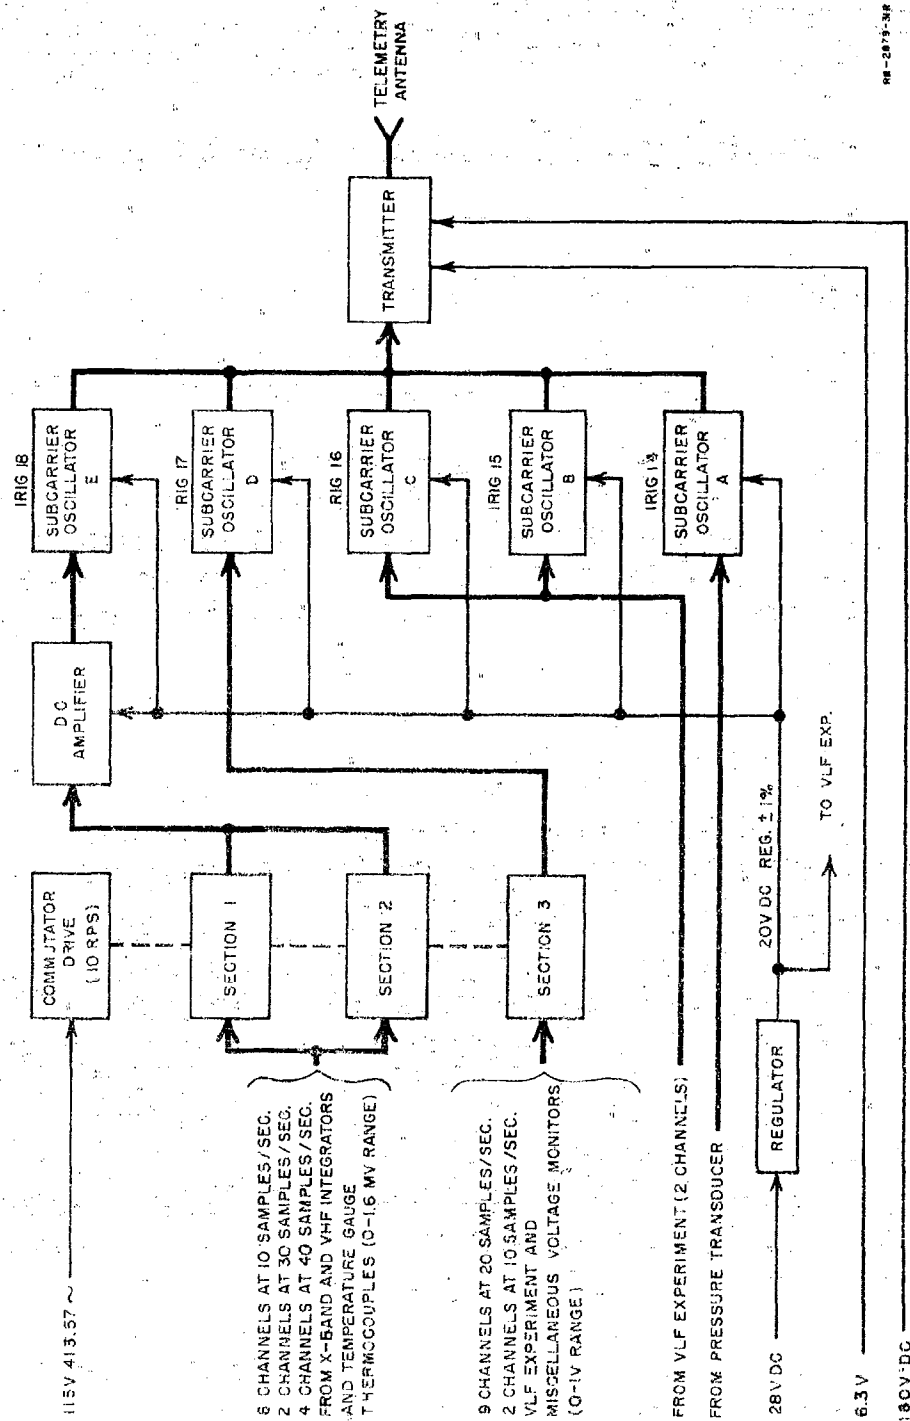 115V 413.57 ~
COMMUTATOR
DRIVE
(10 RPS)
DC
AMPLIFIER
IRIG 18
SUBCARRIER
OSCILLATOR
E
6 CHANNELS AT 10 SAMPLES/SEC.
2 CHANNELS AT 30 SAMPLES/SEC.
4 CHANNELS AT 40 SAMPLES/SEC.
FROM X-BAND AND VHF INTEGRATORS
AND TEMPERATURE GAUGE
THERMOCOUPLES (0-1.6 MV RANGE)
SECTION 1
SECTION 2
IRIG 17
SUBCARRIER
OSCILLATOR
D
IRIG 16
SUBCARRIER
OSCILLATOR
C
TRANSMITTER
TELEMETRY
ANTENNA
9 CHANNELS AT 20 SAMPLES/SEC.
2 CHANNELS AT 10 SAMPLES/SEC.
VLF EXPERIMENT AND
MISCELLANEOUS VOLTAGE MONITORS
(0-1V RANGE)
SECTION 3
IRIG 15
SUBCARRIER
OSCILLATOR
B
FROM VLF EXPERIMENT (2 CHANNELS)
FROM PRESSURE TRANSDUCER
IRIG 14
SUBCARRIER
OSCILLATOR
A
28V DC
REGULATOR
20V DC REG. ± 1%
TO VLF EXP.
6.3 V
180V DC
RB-2879-31R